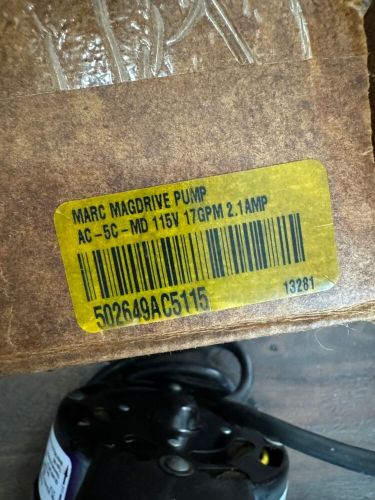 MARC MAGDRIVE PUMP
AC-5C-MD 115V 17GPM 2.1AMP
502649AC5115
13281